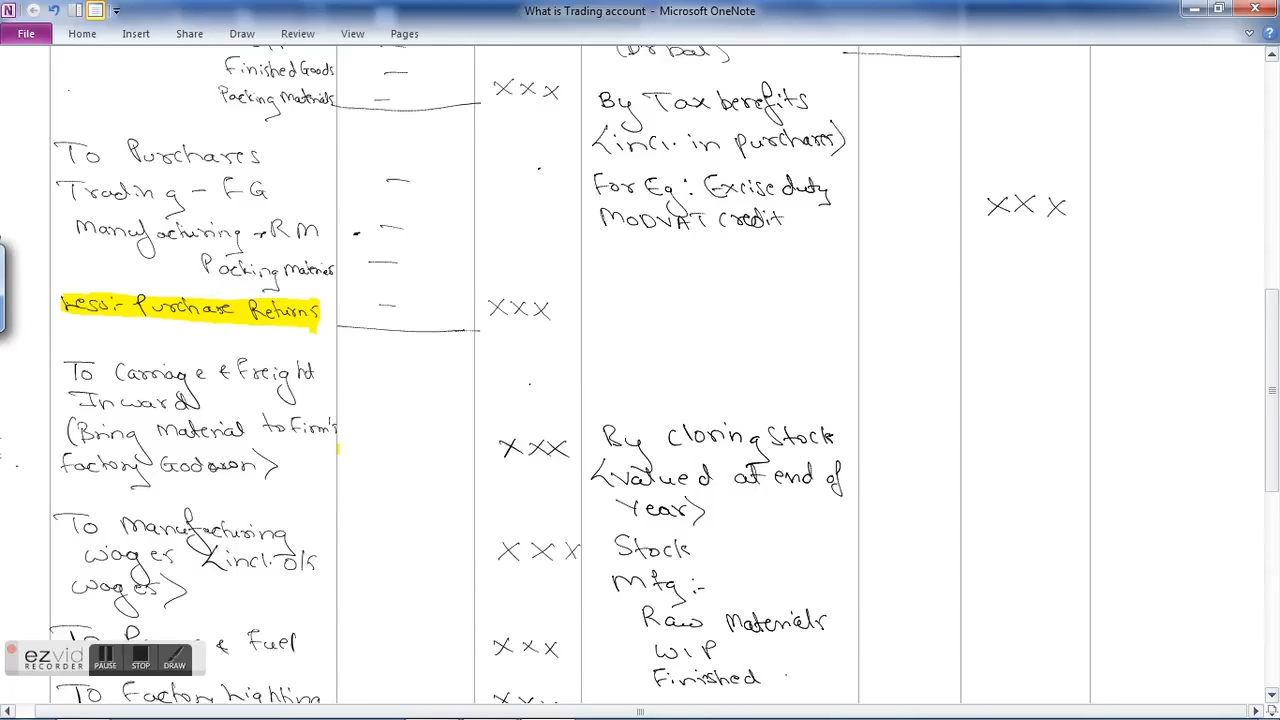 What is Trading account - Microsoft OneNote
File Home Insert Share Draw Review View Pages
Finished Goods
Packing Materials
XXX
To Purchases
Trading - FG
Manufacturing → RM
Packing Materials
Less:- Purchase Returns
XXX
To Carriage & Freight
Inward
(Bring Material to Firm's
Factory Godown)
XXX
To Manufacturing
Wages (incl. O/s
Wages)
XXX
& Fuel
XXX
To Factory Lighting
(Dr bal)
By Tax benefits
(incl. in purchases)
For Eg: Excise duty
MODVAT Credit
XXX
By Closing Stock
(Valued at end of
Year)
Stock
Mfg:-
Raw Materials
WIP
Finished
ezvid
RECORDER
PAUSE
STOP
DRAW